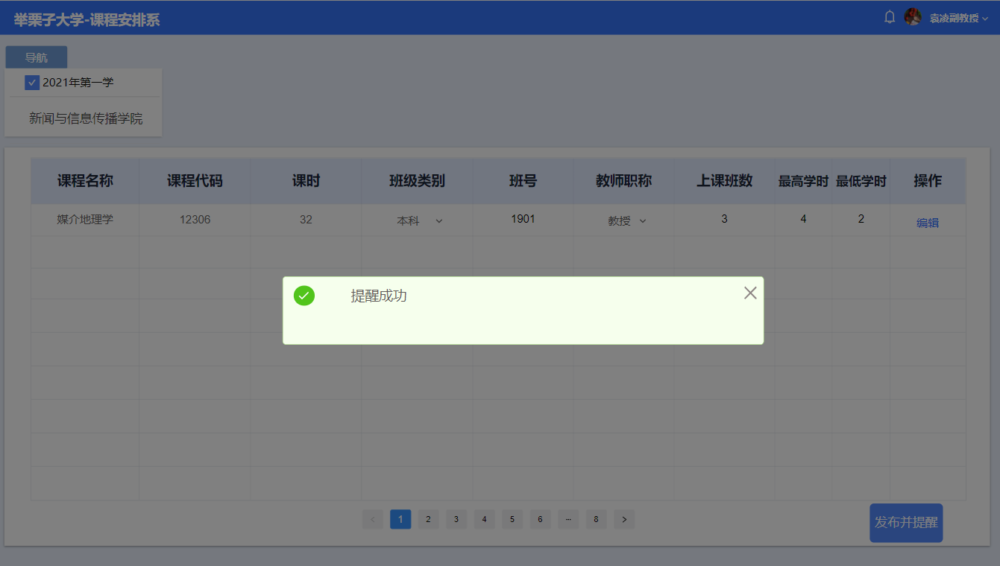 举栗子大学-课程安排系
袁凌副教授
导航
2021年第一学
新闻与信息传播学院
课程名称 课程代码 课时 班级类别 班号 教师职称 上课班数 最高学时 最低学时 操作
媒介地理学 12306 32 本科 1901 教授 3 4 2 编辑
提醒成功
< 1 2 3 4 5 6 ··· 8 >
发布并提醒